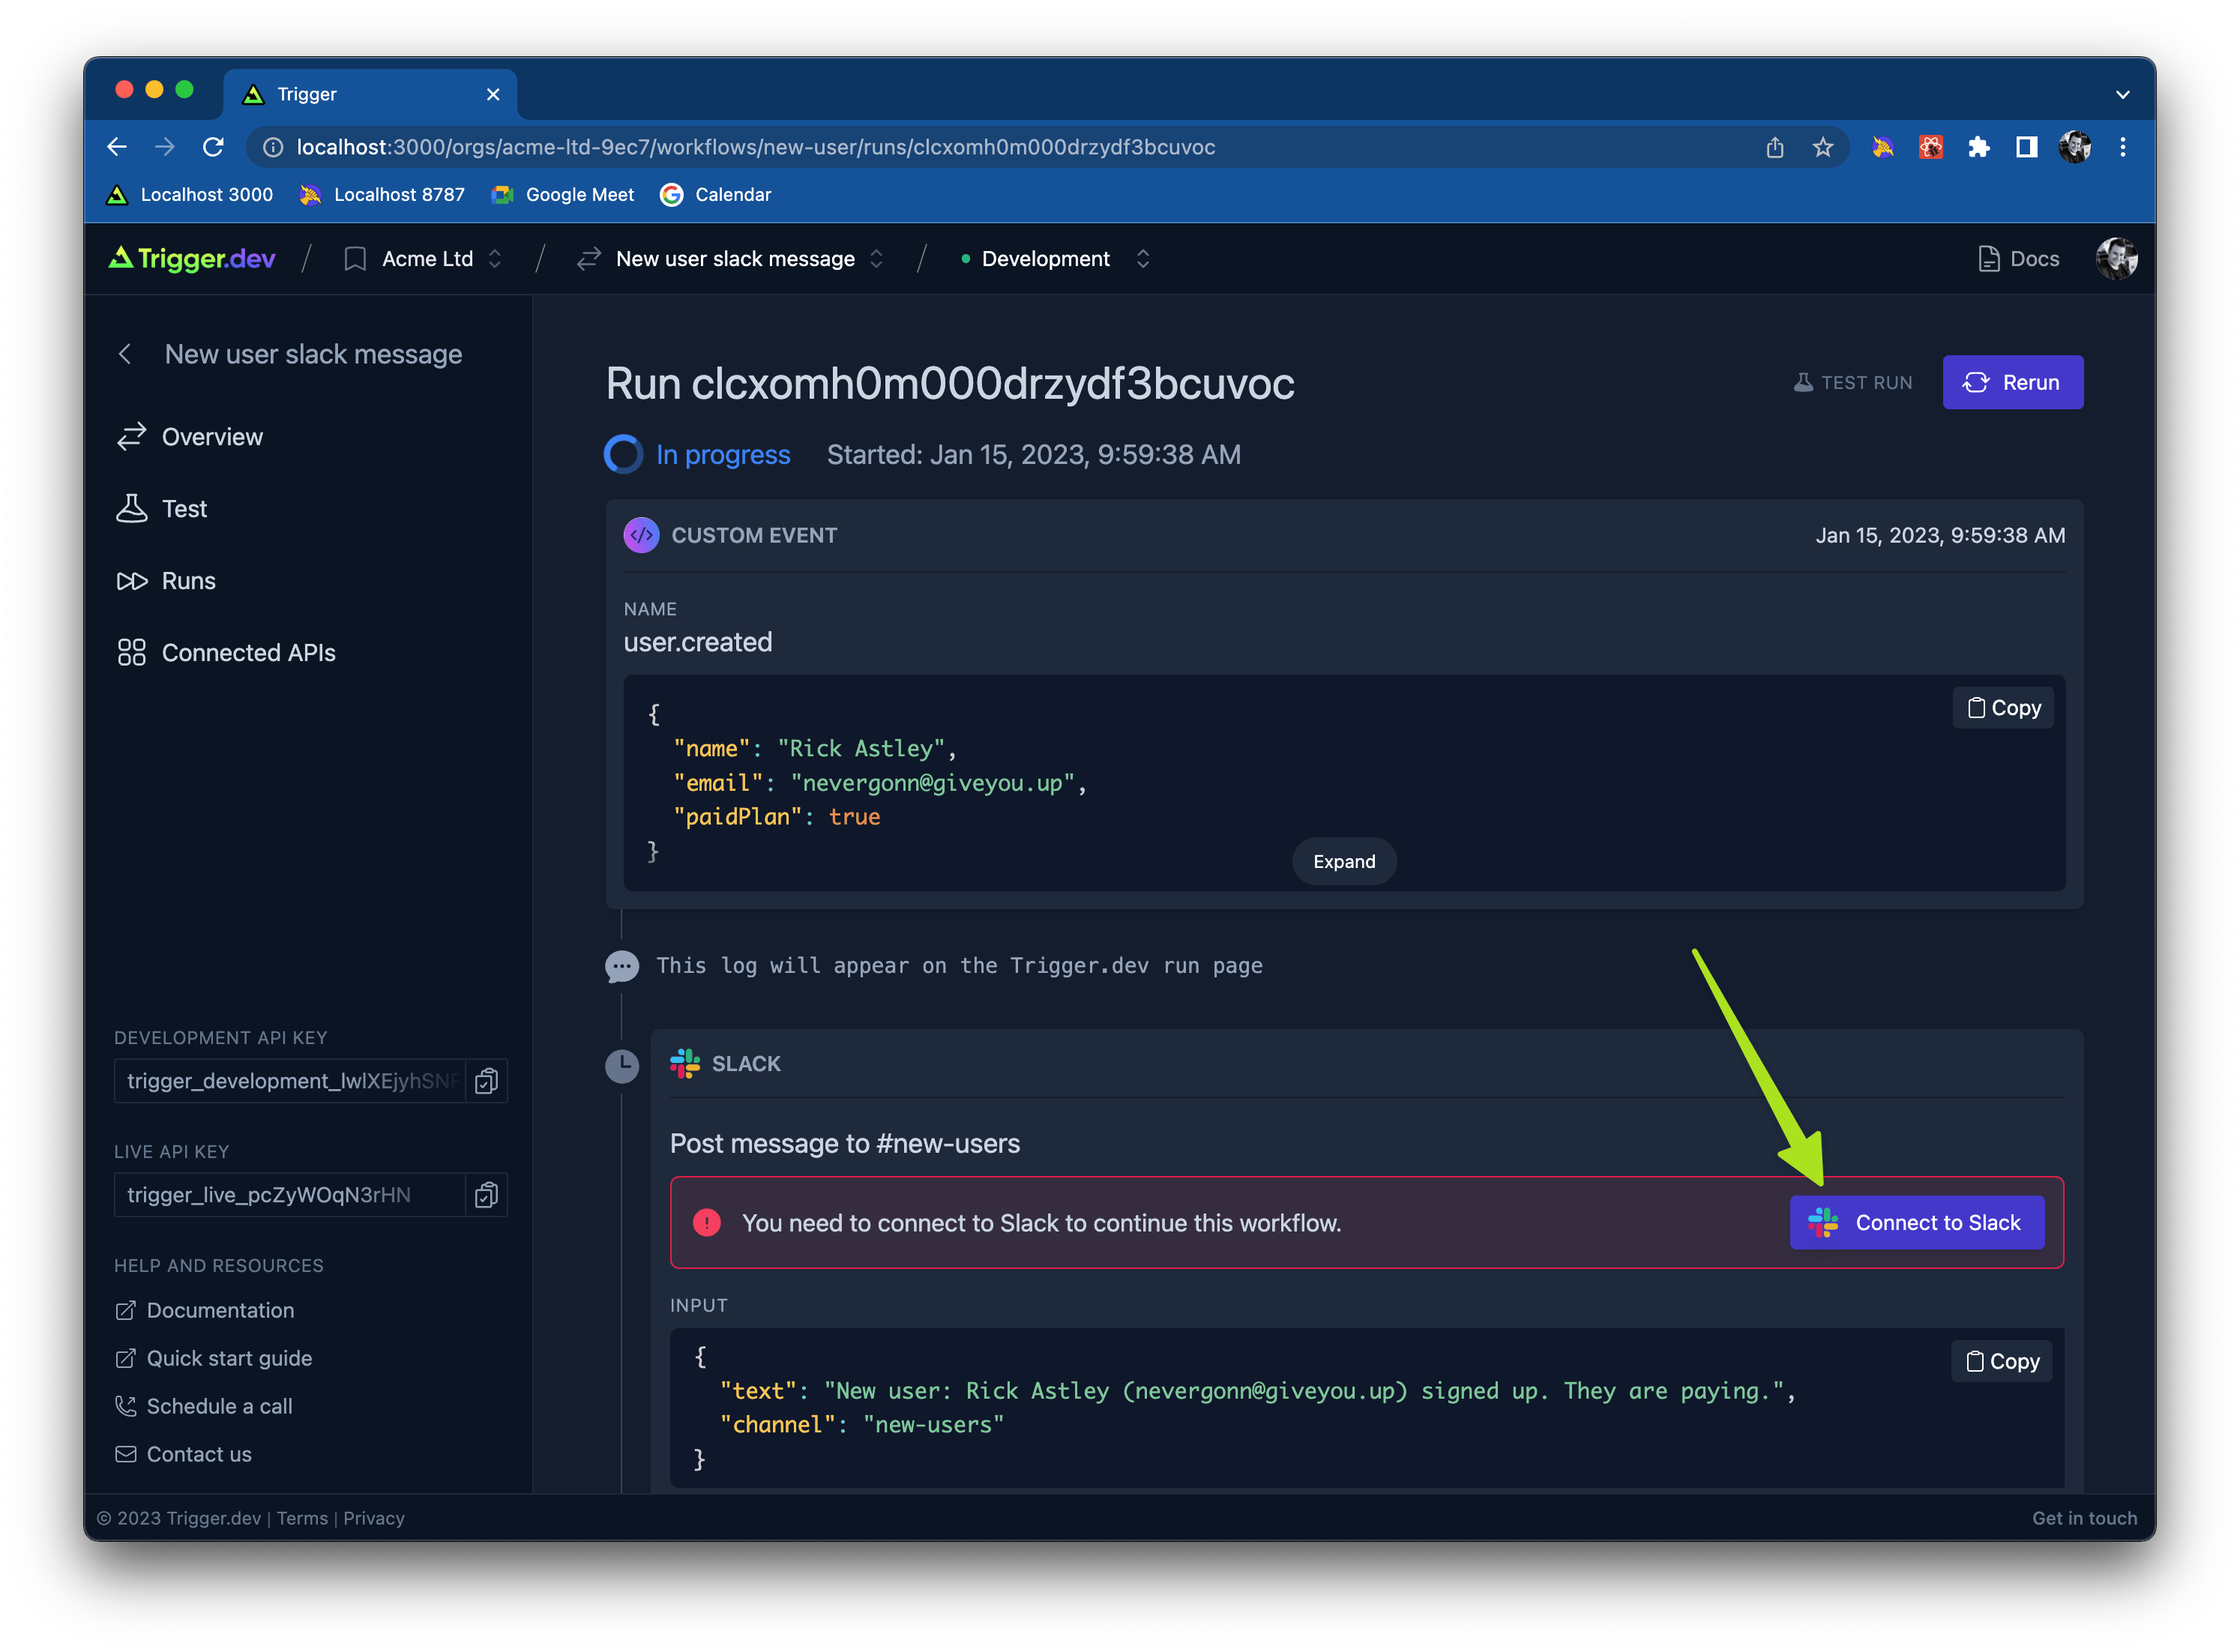 Trigger
localhost:3000/orgs/acme-ltd-9ec7/workflows/new-user/runs/clcxomh0m000drzydf3bcuvoc
Localhost 3000
Localhost 8787
Google Meet
Calendar
Trigger.dev / Acme Ltd / New user slack message / Development
Docs
New user slack message
Overview
Test
Runs
Connected APIs
DEVELOPMENT API KEY
trigger_development_lwlXEjyhSNF
LIVE API KEY
trigger_live_pcZyWOqN3rHN
HELP AND RESOURCES
Documentation
Quick start guide
Schedule a call
Contact us
Run clcxomh0m000drzydf3bcuvoc
TEST RUN
Rerun
In progress
Started: Jan 15, 2023, 9:59:38 AM
CUSTOM EVENT
Jan 15, 2023, 9:59:38 AM
NAME
user.created
Copy
{
"name": "Rick Astley",
"email": "nevergonn@giveyou.up",
"paidPlan": true
}
Expand
This log will appear on the Trigger.dev run page
SLACK
Post message to #new-users
You need to connect to Slack to continue this workflow.
Connect to Slack
INPUT
Copy
{
"text": "New user: Rick Astley (nevergonn@giveyou.up) signed up. They are paying.",
"channel": "new-users"
}
© 2023 Trigger.dev | Terms | Privacy
Get in touch